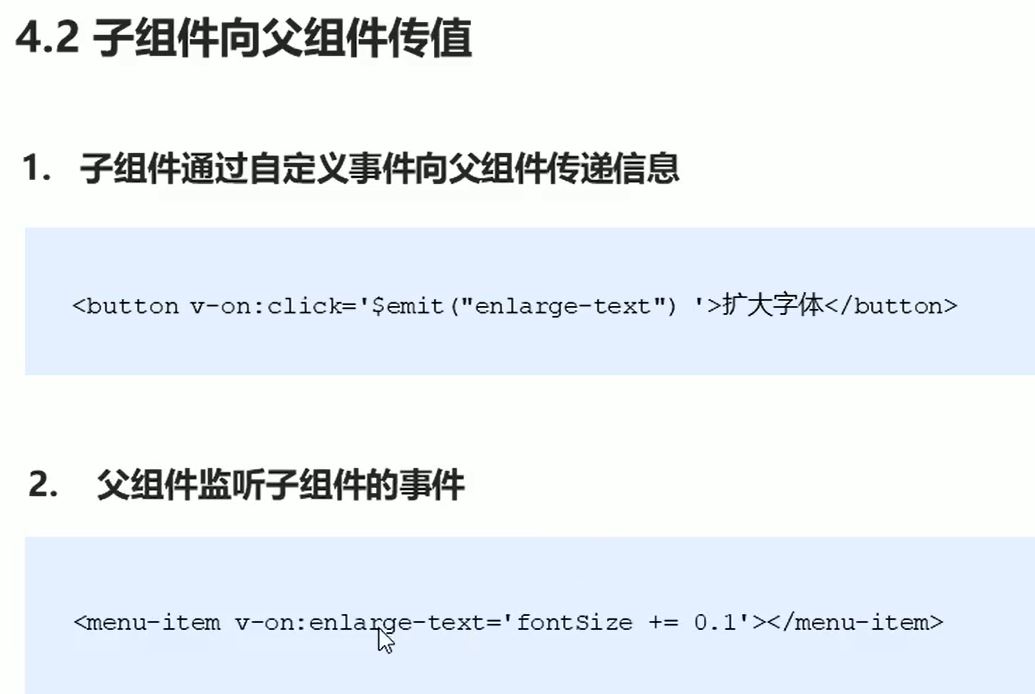 4.2 子组件向父组件传值
1. 子组件通过自定义事件向父组件传递信息
<button v-on:click='$emit("enlarge-text") '>扩大字体</button>
2. 父组件监听子组件的事件
<menu-item v-on:enlarge-text='fontSize += 0.1'></menu-item>